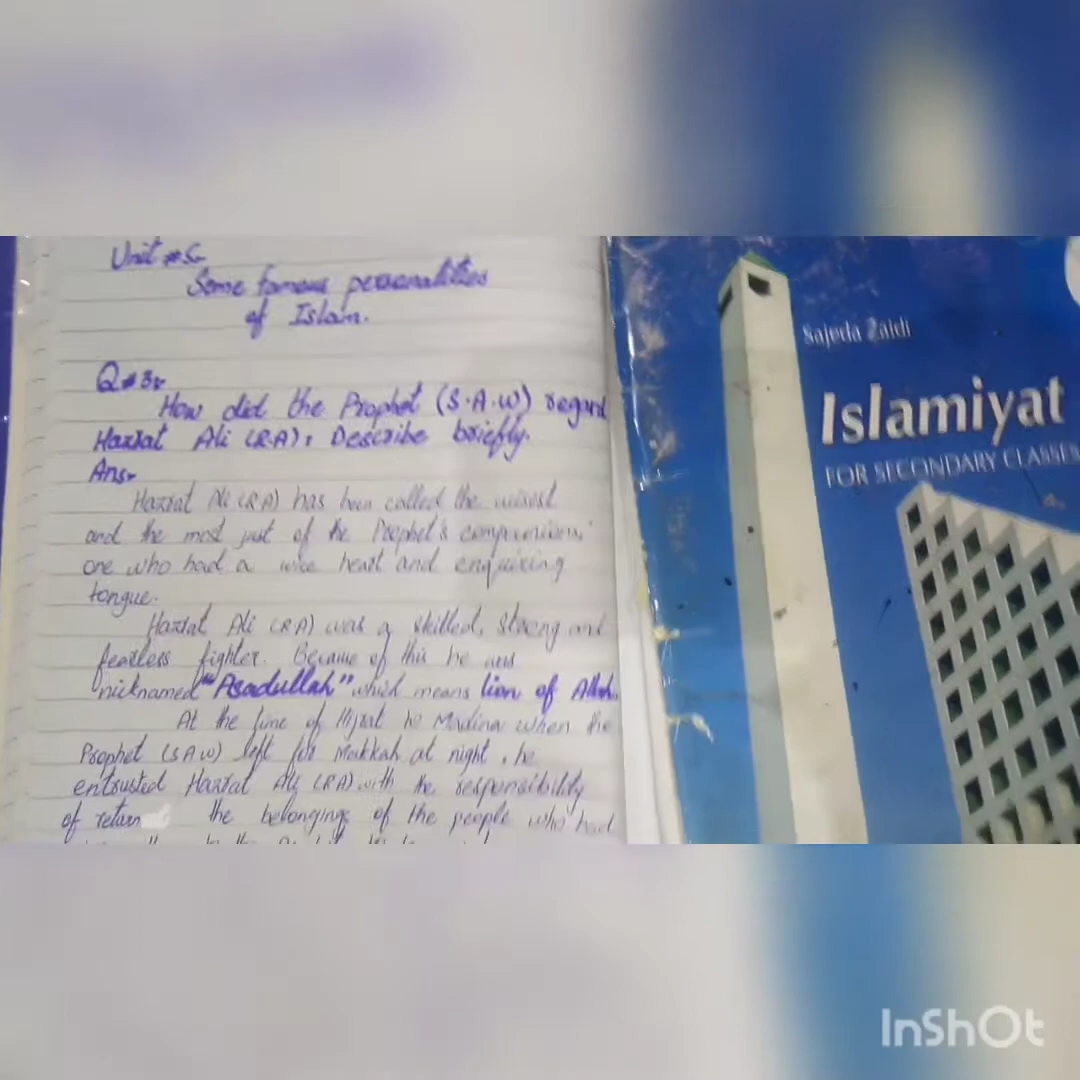 Unit #5-
Some famous personalities
of Islam.
Q#3:-
How did the Prophet (S.A.W) regard
Hazrat Ali (R.A), Describe briefly.
Ans:-
Hazrat Ali (R.A) has been called the wisest
and the most just of the Prophet's companions,
one who had a wise heart and enquiring
tongue.
Hazrat Ali (R.A) was a skilled, strong and
fearless fighter. Because of this he was
nicknamed "Asadullah" which means lion of Allah.
At the time of Hijrat to Madina when the
Prophet (SAW) left for Makkah at night, he
entrusted Hazrat Ali (RA) with the responsibility
of return the belongings of the people who had
Sajeda Zaidi
Islamiyat
FOR SECONDARY CLASSES
InShOt